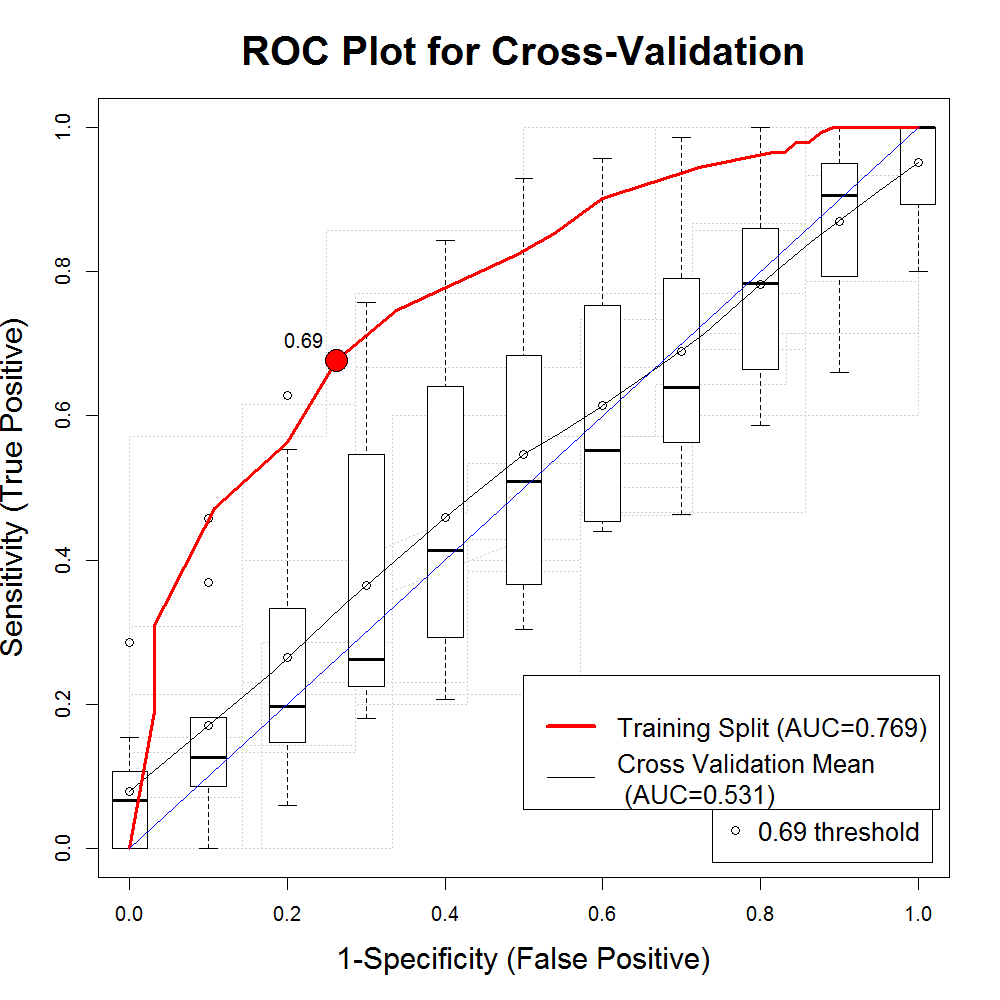 ROC Plot for Cross-Validation
Sensitivity (True Positive)
1.0
0.8
0.6
0.4
0.2
0.0
0.69
Training Split (AUC=0.769)
Cross Validation Mean
(AUC=0.531)
0.69 threshold
0.0 0.2 0.4 0.6 0.8 1.0
1-Specificity (False Positive)